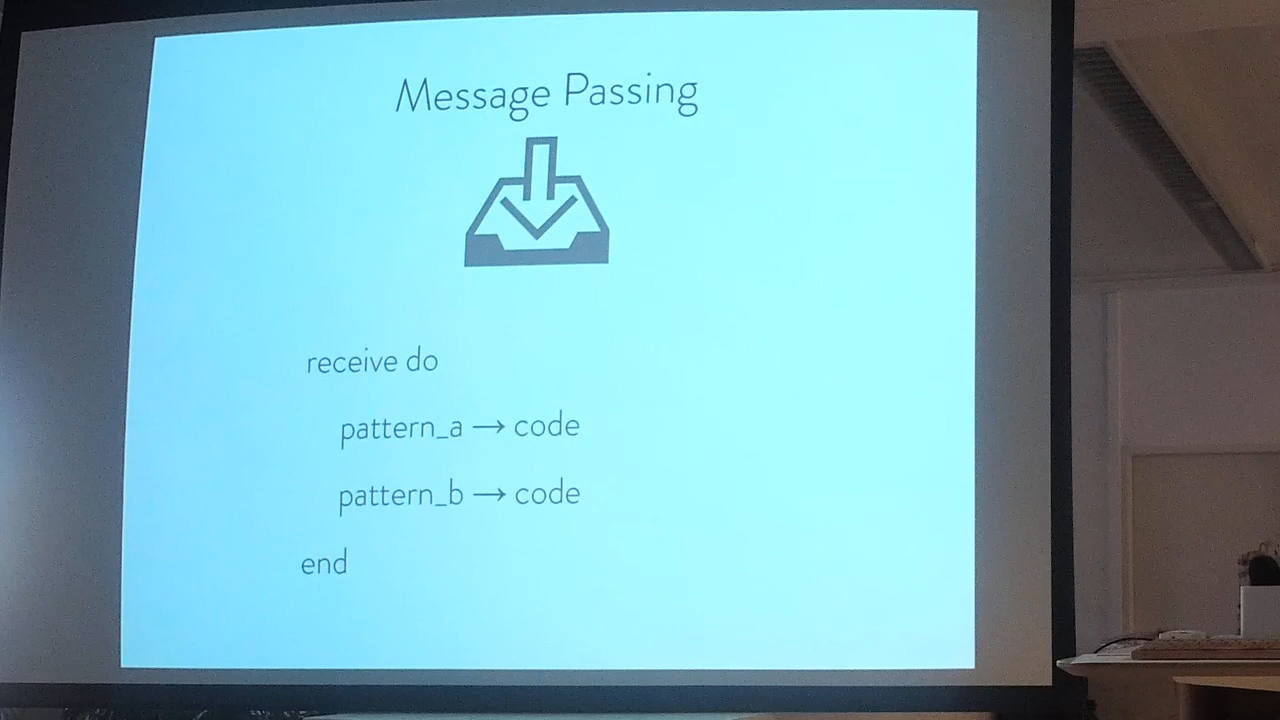 Message Passing
receive do
pattern_a → code
pattern_b → code
end